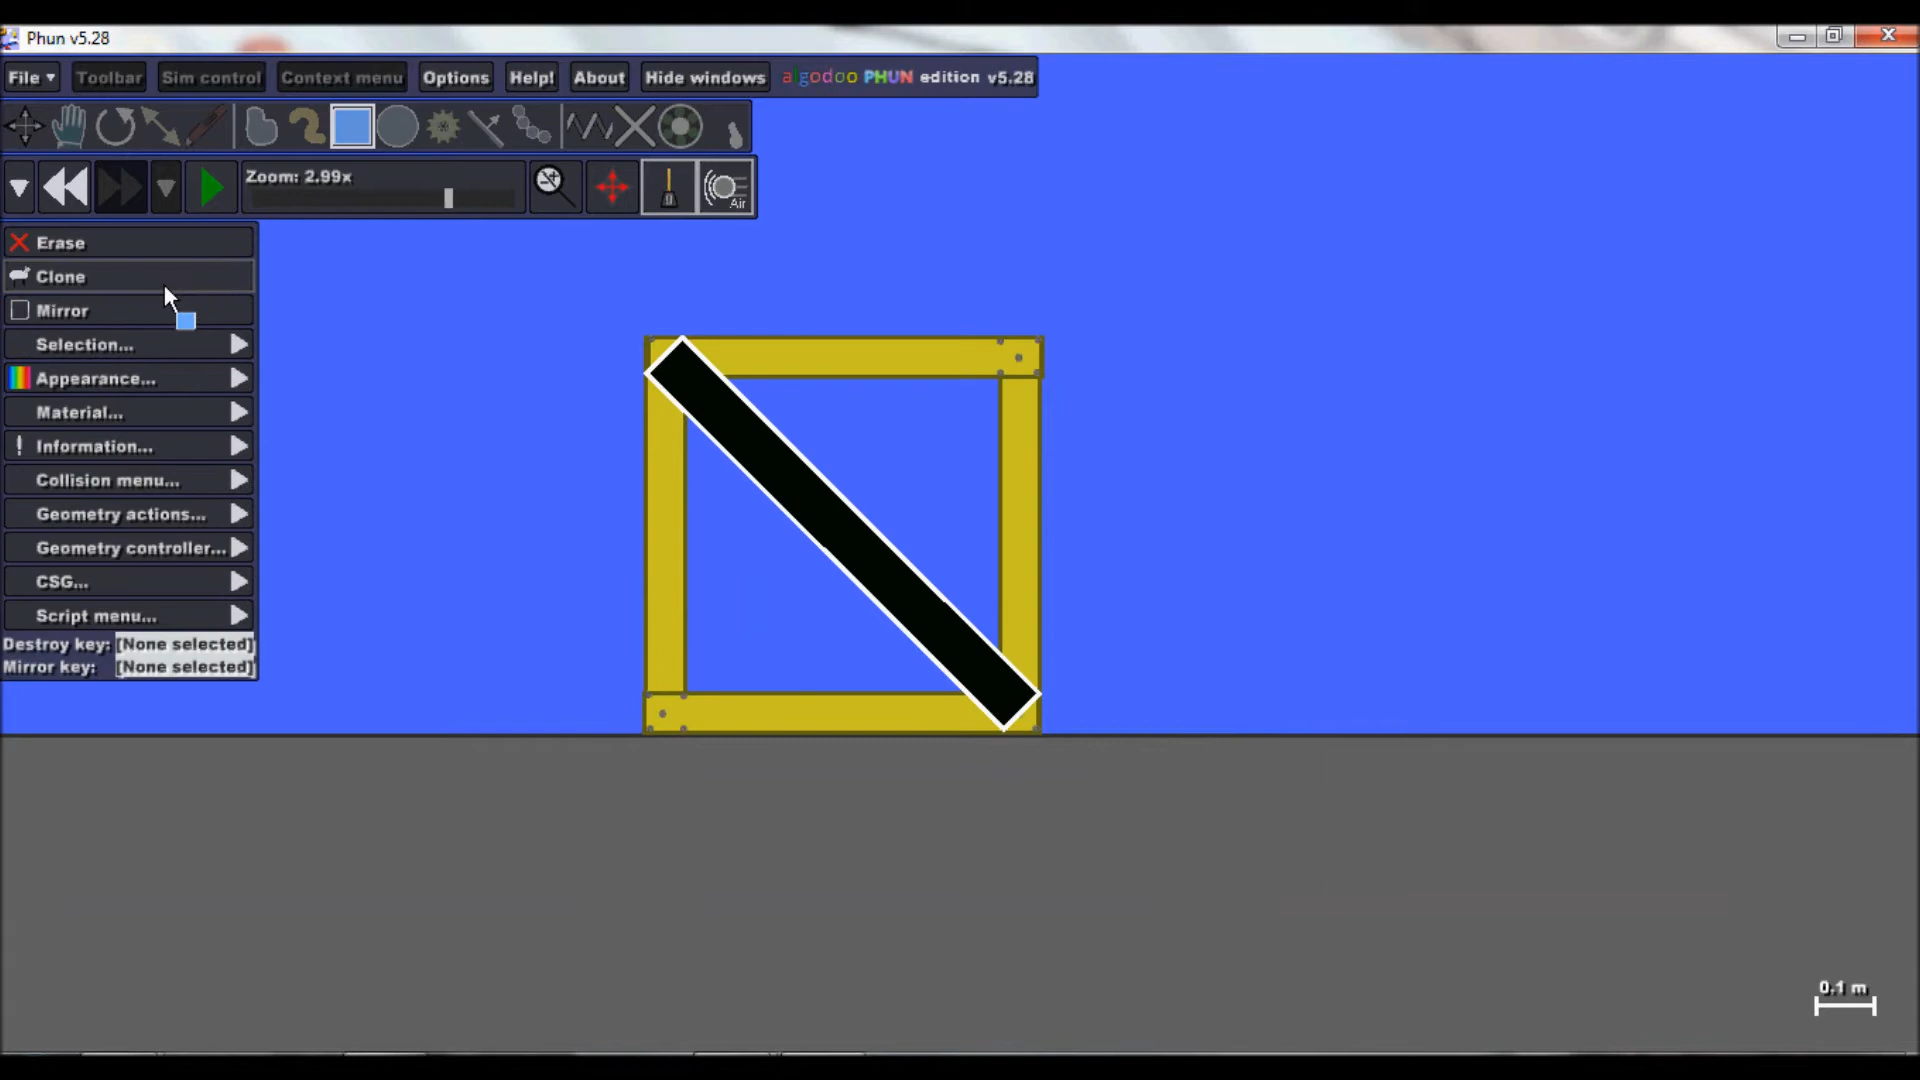 Phun v5.28
File Toolbar Sim control Context menu Options Help! About Hide windows algodoo PHUN edition v5.28
Zoom: 2.99x
g
Air
Erase
Clone
Mirror
Selection...
Appearance...
Material...
Information...
Collision menu...
Geometry actions...
Geometry controller...
CSG...
Script menu...
Destroy key: [None selected]
Mirror key: [None selected]
0.1 m